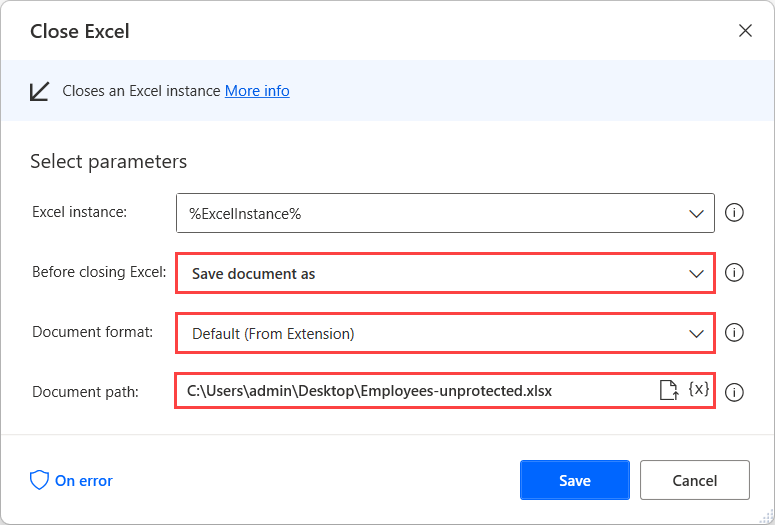 Close Excel
Closes an Excel instance More info
Select parameters
Excel instance: %ExcelInstance%
Before closing Excel: Save document as
Document format: Default (From Extension)
Document path: C:\Users\admin\Desktop\Employees-unprotected.xlsx {x}
On error Save Cancel